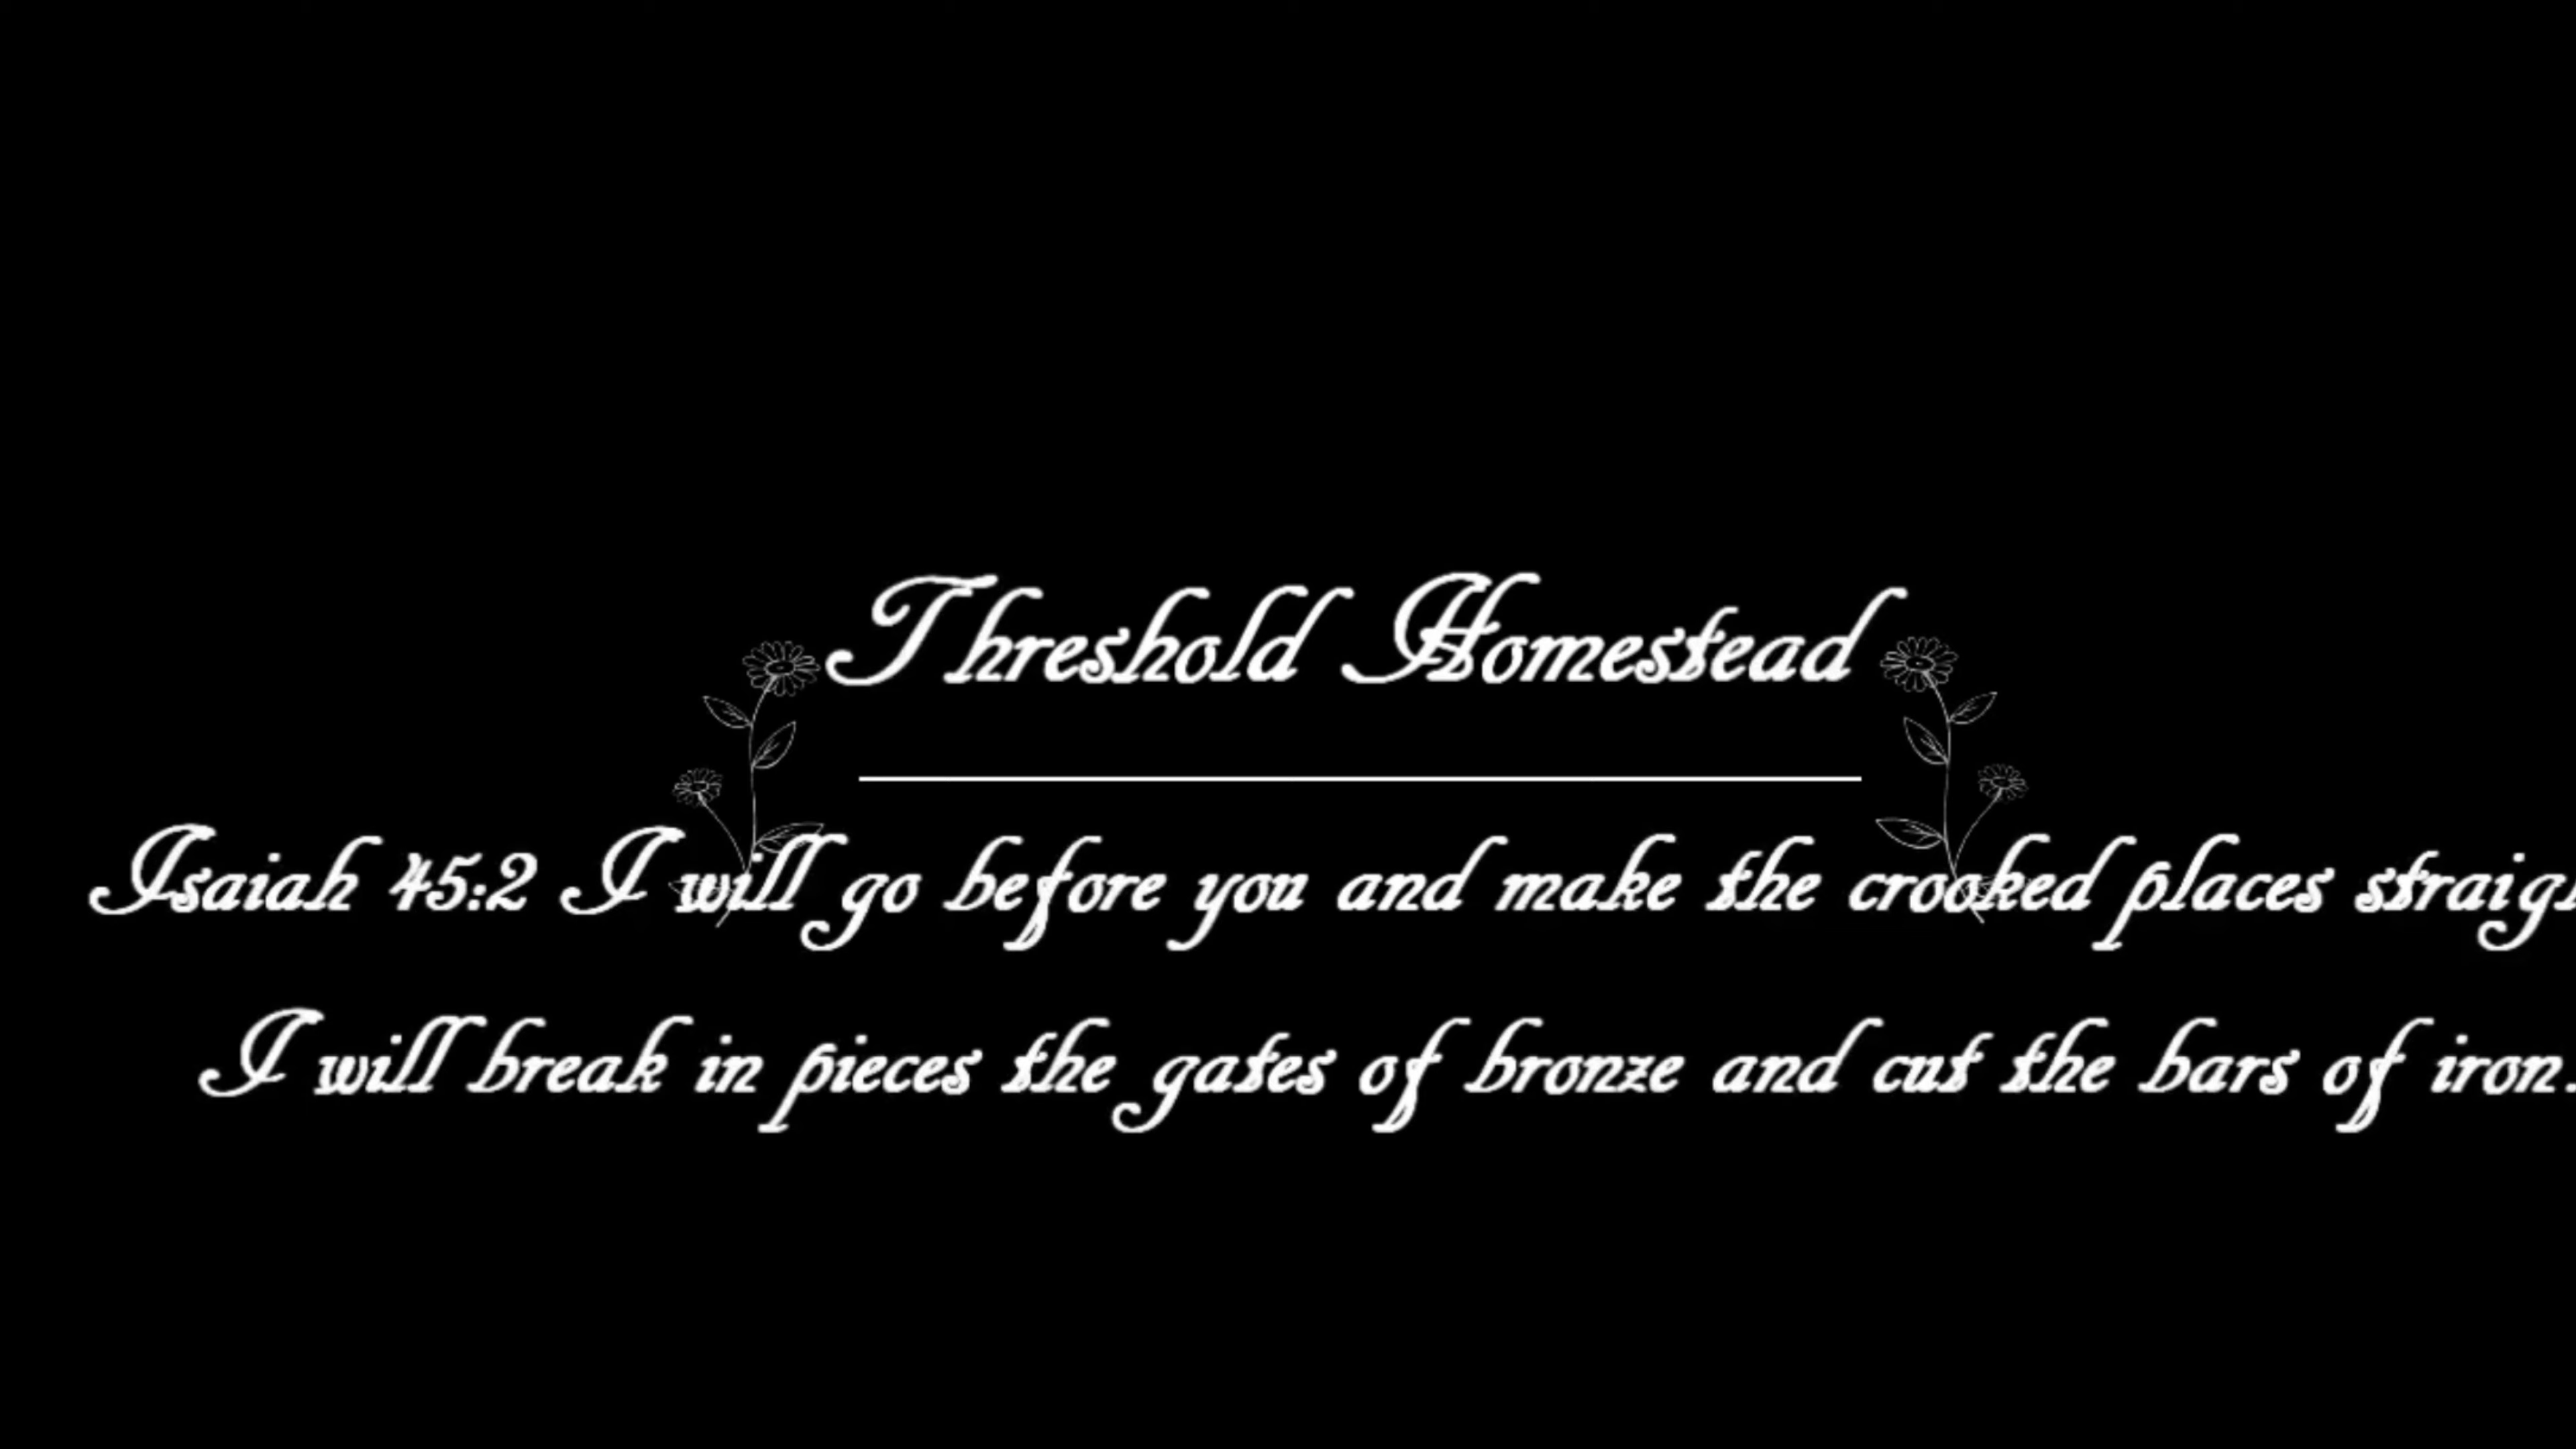 Threshold Homestead
Isaiah 45:2 I will go before you and make the crooked places straig
I will break in pieces the gates of bronze and cut the bars of iron.